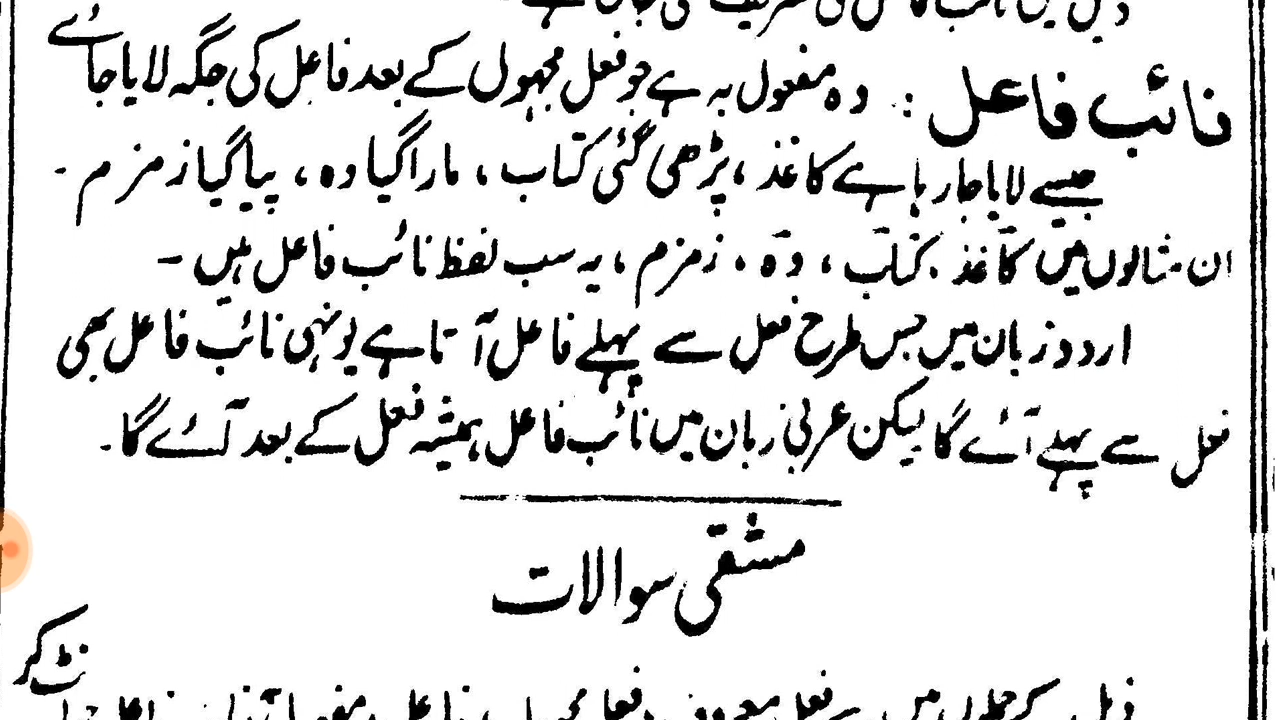 نائب فاعل : وہ مفعول بہ ہے جو فعل مجہول کے بعد فاعل کی جگہ لایا جائے
جیسے لایا جا رہا ہے کاغذ ، پڑھی گئی کتاب ، مارا گیا وہ ، پیا گیا زمزم ۔
ان مثالوں میں کاغذ ، کتاب ، وہ ، زمزم ، یہ سب لفظ نائب فاعل ہیں ۔
اردو زبان میں جس طرح فعل سے پہلے فاعل آتا ہے یونہی نائب فاعل بھی
فعل سے پہلے آئے گا لیکن عربی زبان میں نائب فاعل ہمیشہ فعل کے بعد آئے گا ۔
مشقی سوالات